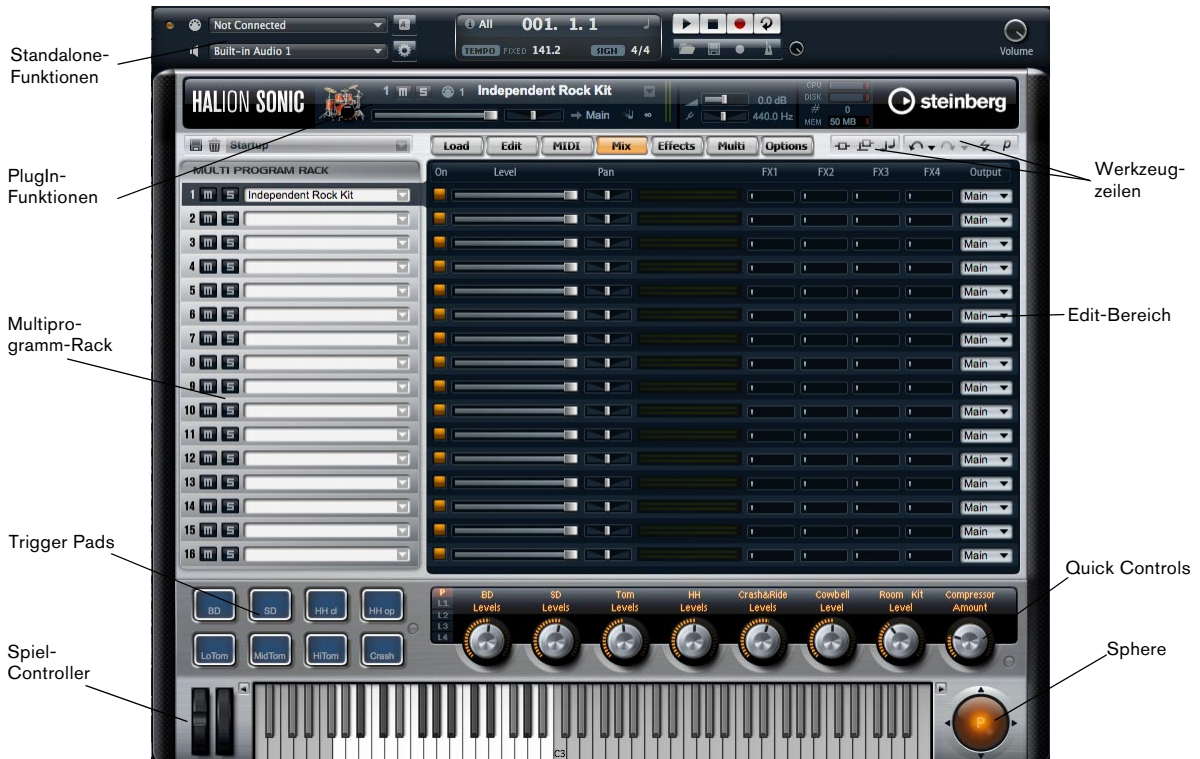 Not Connected
Built-in Audio 1
All 001. 1. 1
TEMPO FIXED 141.2 SIGN 4/4
Volume
Standalone-
Funktionen
HALION SONIC
1 m S 1 Independent Rock Kit
Main
0.0 dB
440.0 Hz
CPU
DISK
# 0
MEM 50 MB
steinberg
PlugIn-
Funktionen
Startup
Load Edit MIDI Mix Effects Multi Options
Werkzeug-
zeilen
MULTI PROGRAM RACK
On Level Pan FX1 FX2 FX3 FX4 Output
1 m S Independent Rock Kit Main
2 m S Main
3 m S Main
4 m S Main
5 m S Main
6 m S Main
7 m S Main
8 m S Main
9 m S Main
10 m S Main
11 m S Main
12 m S Main
13 m S Main
14 m S Main
15 m S Main
16 m S Main
Multipro-
gramm-Rack
Edit-Bereich
Trigger Pads
BD SD HH cl HH op
LoTom MidTom HiTom Crash
P
L1
L2
L3
L4
BD
Levels
SD
Levels
Tom
Levels
HH
Levels
Crash&Ride
Levels
Cowbell
Level
Room Kit
Level
Compressor
Amount
Quick Controls
Spiel-
Controller
C3
P
Sphere